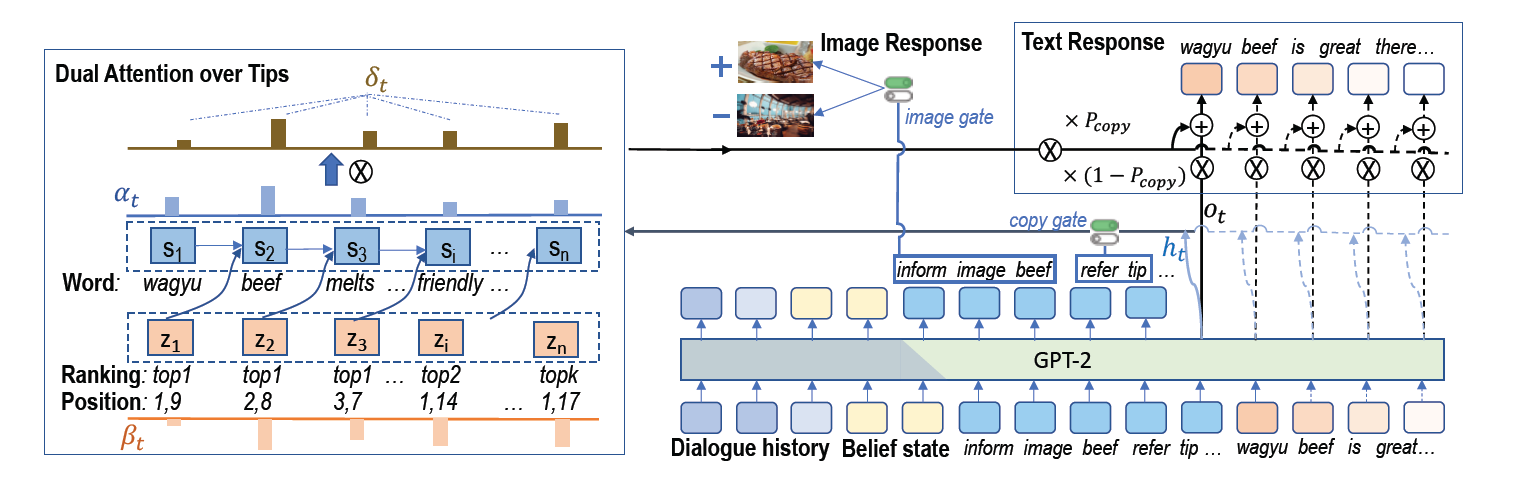 Dual Attention over Tips
δt
αt
s1 s2 s3 si … sn
Word: wagyu beef melts … friendly …
z1 z2 z3 zi zn
Ranking: top1 top1 top1 … top2 topk
Position: 1,9 2,8 3,7 1,14 … 1,17
βt
Image Response
+
−
image gate
Text Response
wagyu beef is great there…
× Pcopy
× (1 − Pcopy)
ot
copy gate
ht
inform image beef refer tip …
GPT-2
Dialogue history Belief state inform image beef refer tip … wagyu beef is great…